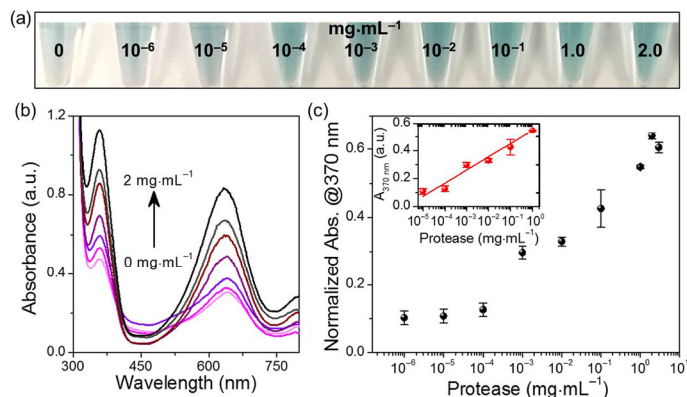 (a)
mg·mL⁻¹
0 10⁻⁶ 10⁻⁵ 10⁻⁴ 10⁻³ 10⁻² 10⁻¹ 1.0 2.0
(b)
Absorbance (a.u.)
1.2
0.8
0.4
0.0
2 mg·mL⁻¹
0 mg·mL⁻¹
300 450 600 750
Wavelength (nm)
(c)
Normalized Abs, @370 nm
0.6
0.4
0.2
0.0
A370 nm (a.u.)
0.6
0.4
0.2
0.0
10⁻⁵ 10⁻⁴ 10⁻³ 10⁻² 10⁻¹ 10⁰
Protease (mg·mL⁻¹)
10⁻⁶ 10⁻⁵ 10⁻⁴ 10⁻³ 10⁻² 10⁻¹ 10⁰ 10¹
Protease (mg·mL⁻¹)